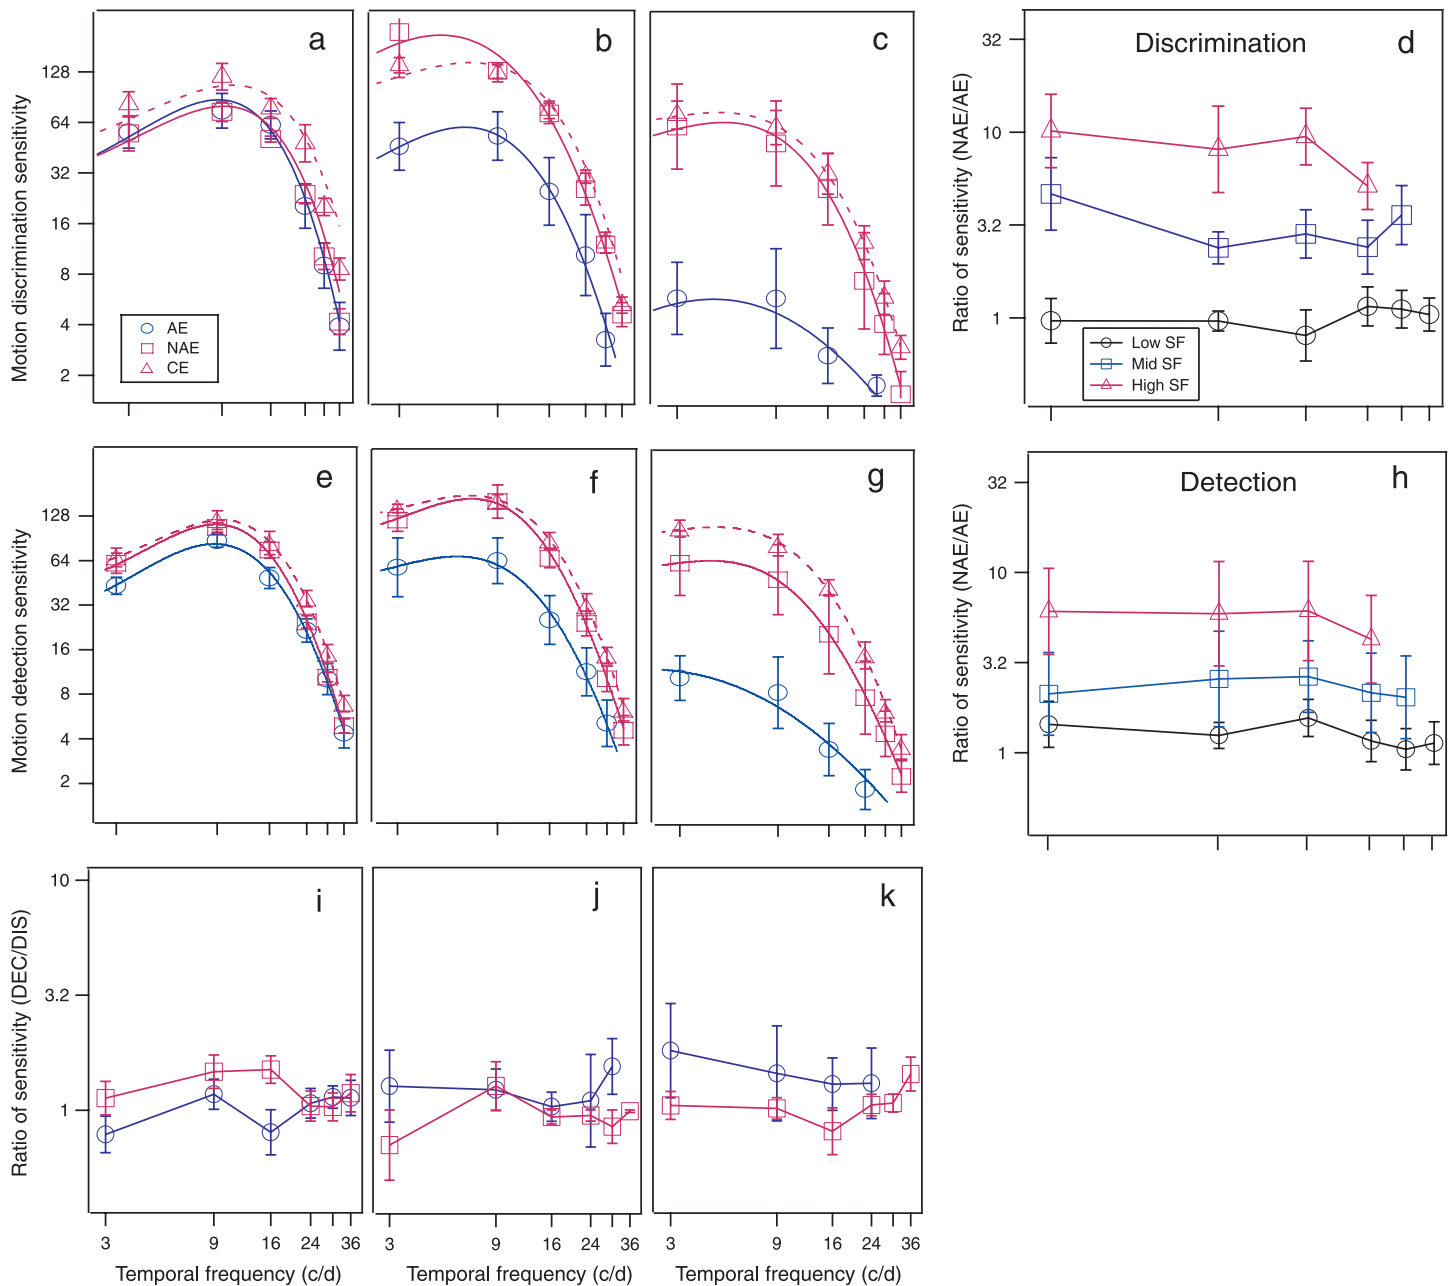 a
b
c
Discrimination
d
Motion discrimination sensitivity
128
64
32
16
8
4
2
AE
NAE
CE
Ratio of sensitivity (NAE/AE)
32
10
3.2
1
Low SF
Mid SF
High SF
e
f
g
Detection
h
Motion detection sensitivity
128
64
32
16
8
4
2
Ratio of sensitivity (NAE/AE)
32
10
3.2
1
i
j
k
Ratio of sensitivity (DEC/DIS)
10
3.2
1
3 9 16 24 36
3 9 16 24 36
3 9 16 24 36
Temporal frequency (c/d)
Temporal frequency (c/d)
Temporal frequency (c/d)